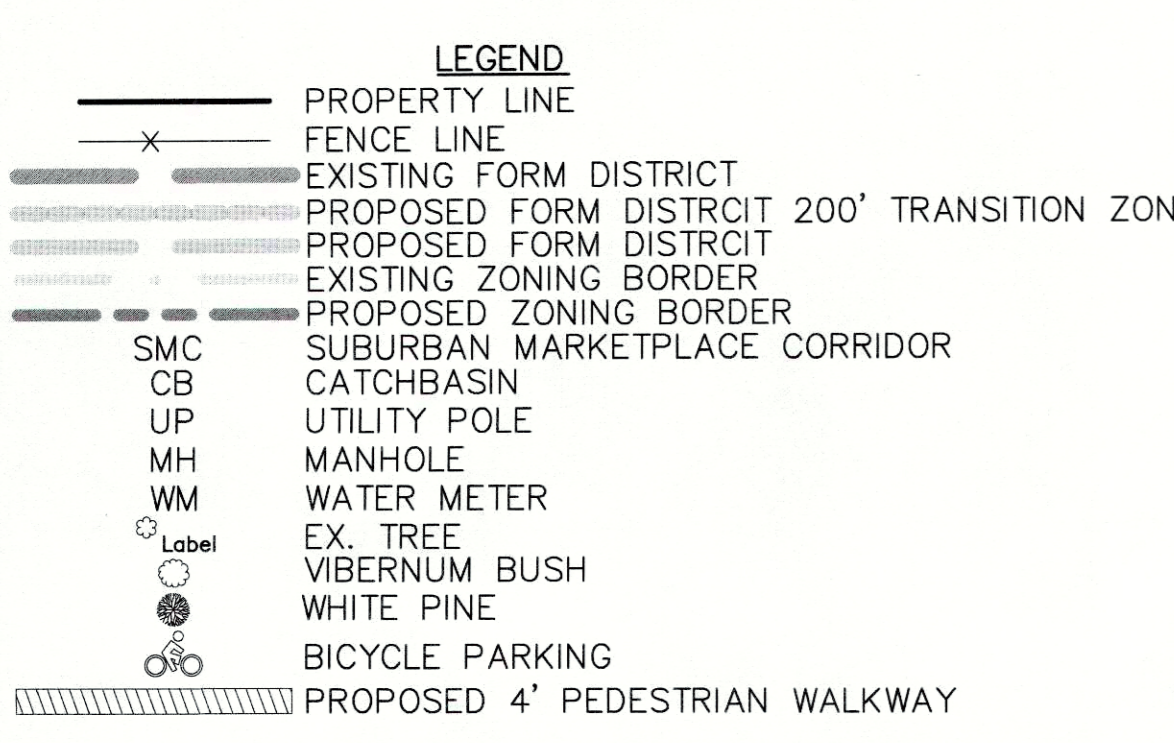 LEGEND
PROPERTY LINE
FENCE LINE
EXISTING FORM DISTRICT
PROPOSED FORM DISTRCIT 200' TRANSITION ZON
PROPOSED FORM DISTRCIT
EXISTING ZONING BORDER
PROPOSED ZONING BORDER
SMC SUBURBAN MARKETPLACE CORRIDOR
CB CATCHBASIN
UP UTILITY POLE
MH MANHOLE
WM WATER METER
Label EX. TREE
VIBERNUM BUSH
WHITE PINE
BICYCLE PARKING
PROPOSED 4' PEDESTRIAN WALKWAY